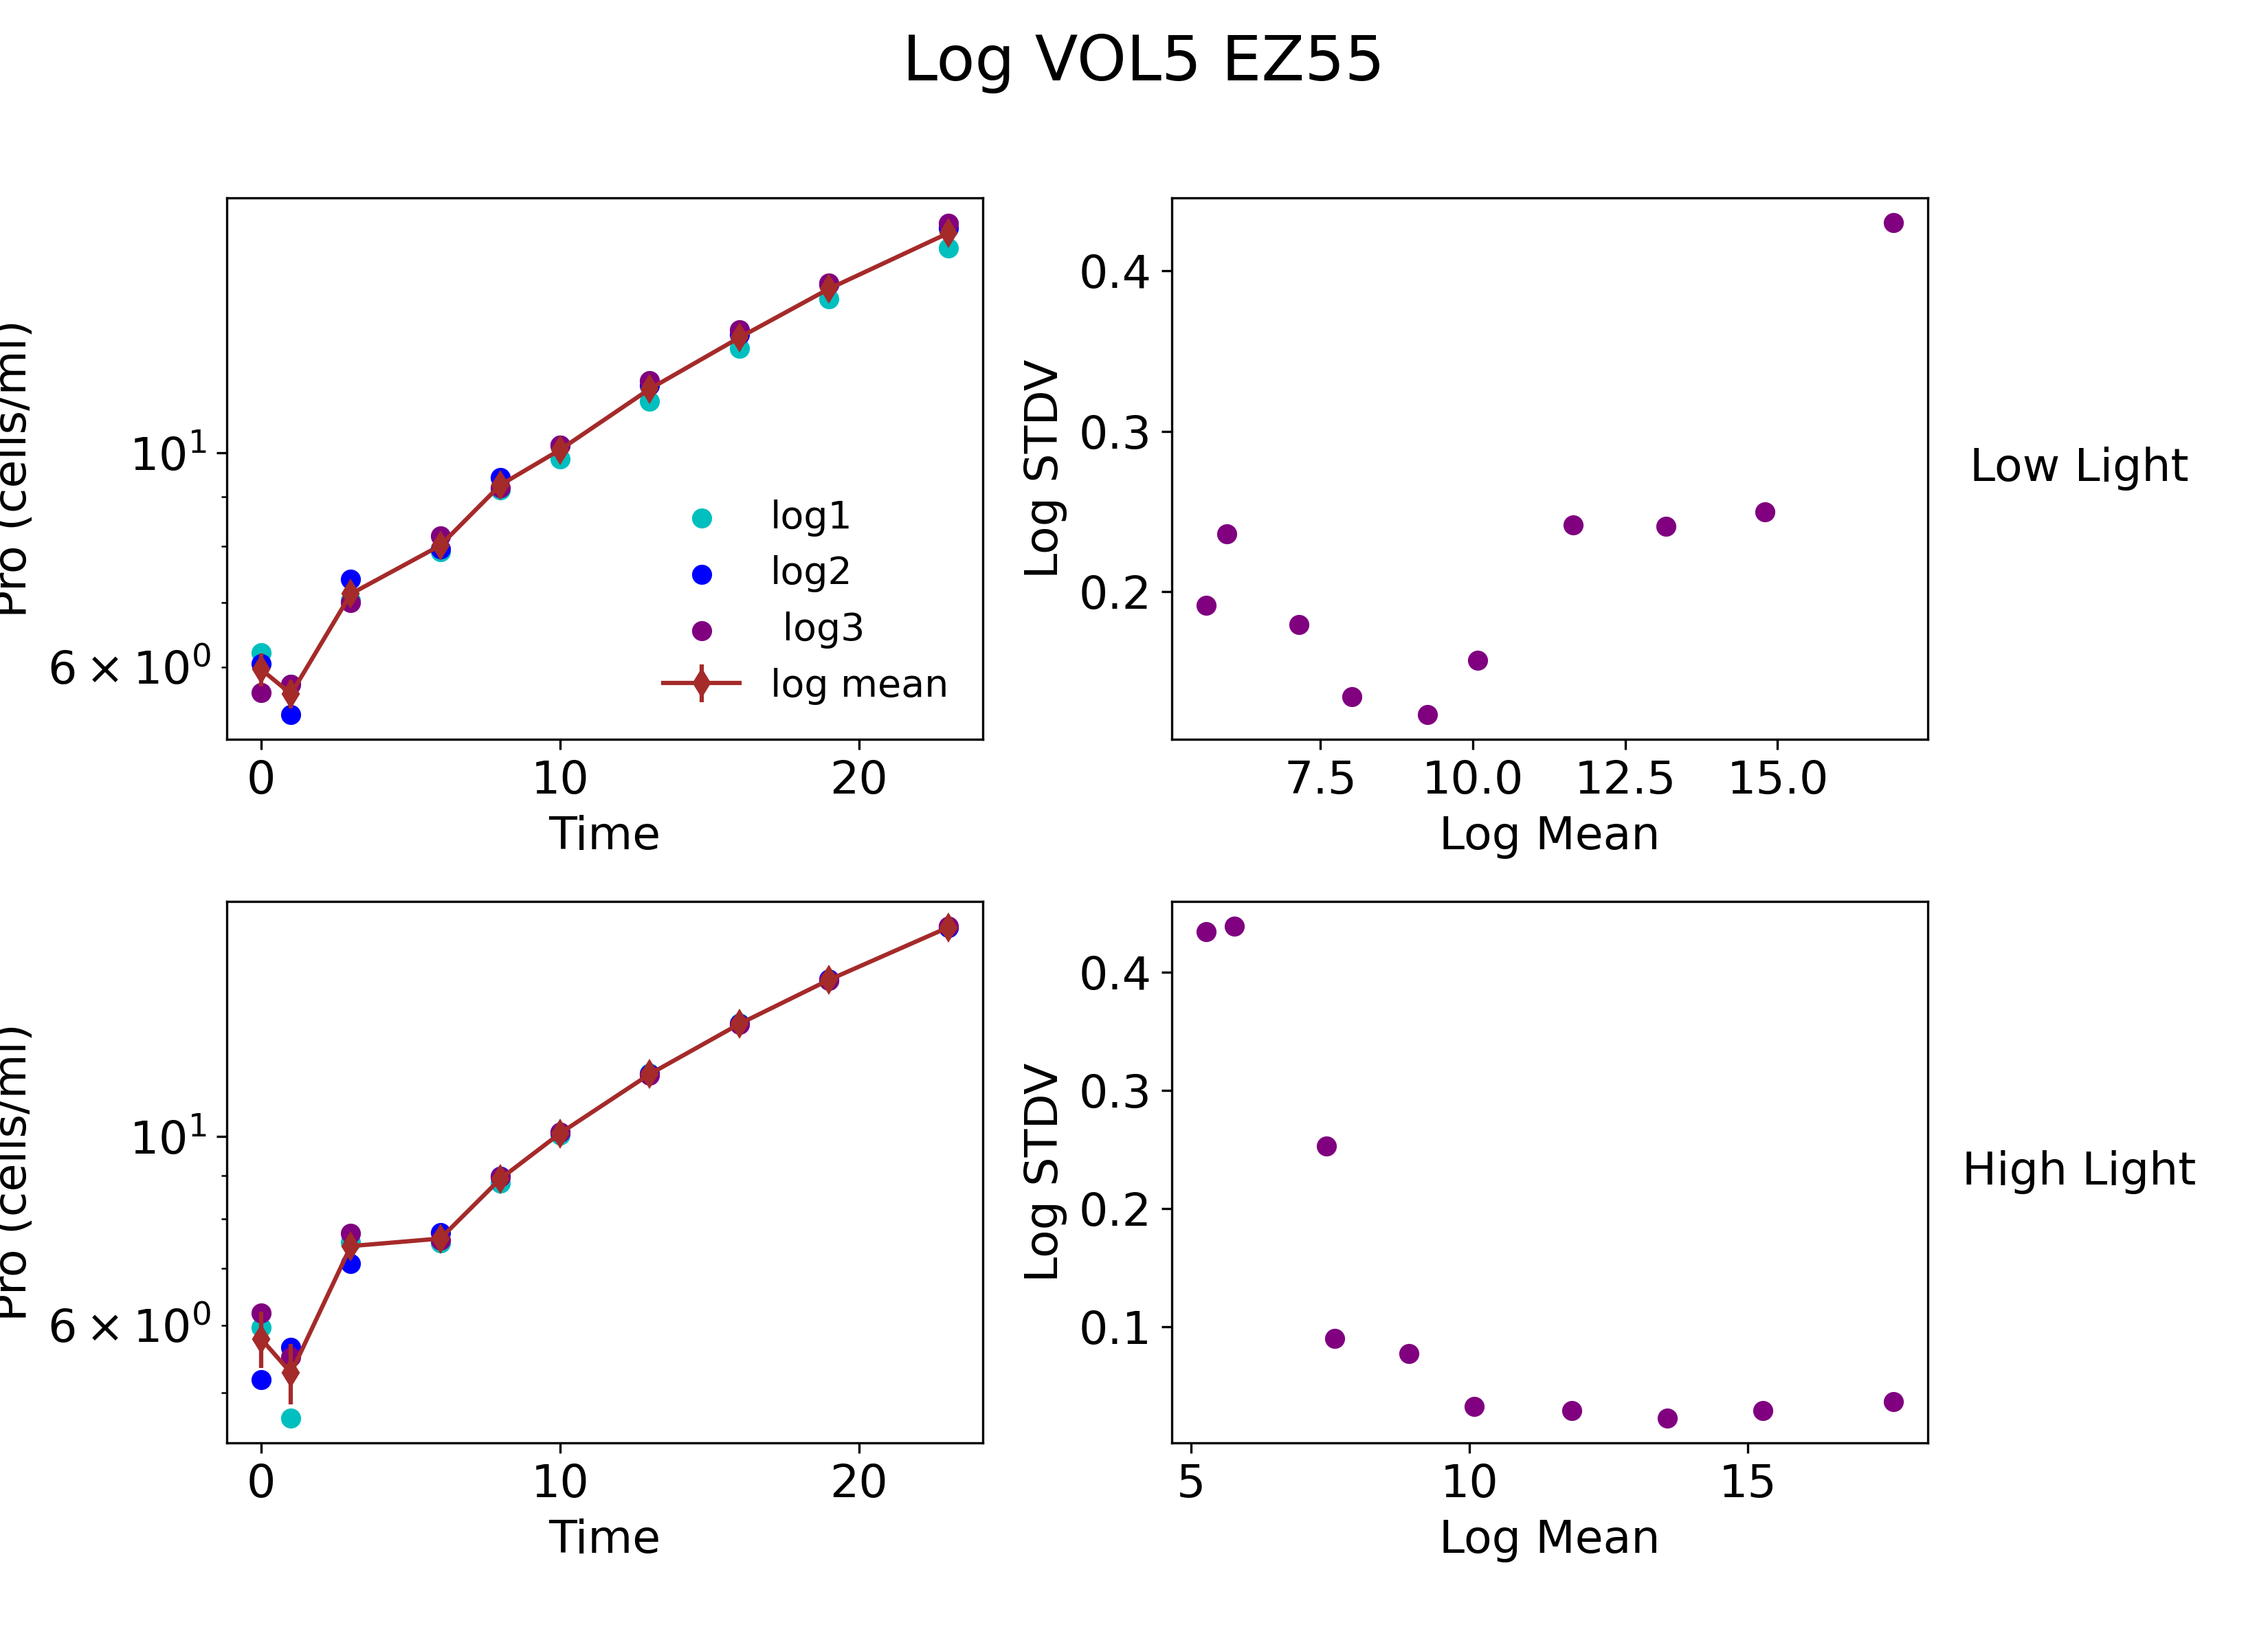 Log VOL5 EZ55
Pro (cells/ml)
10¹
6 × 10⁰
log1
log2
log3
log mean
0 10 20
Time
Log STDV
0.4
0.3
0.2
7.5 10.0 12.5 15.0
Log Mean
Low Light
Pro (cells/ml)
10¹
6 × 10⁰
0 10 20
Time
Log STDV
0.4
0.3
0.2
0.1
5 10 15
Log Mean
High Light